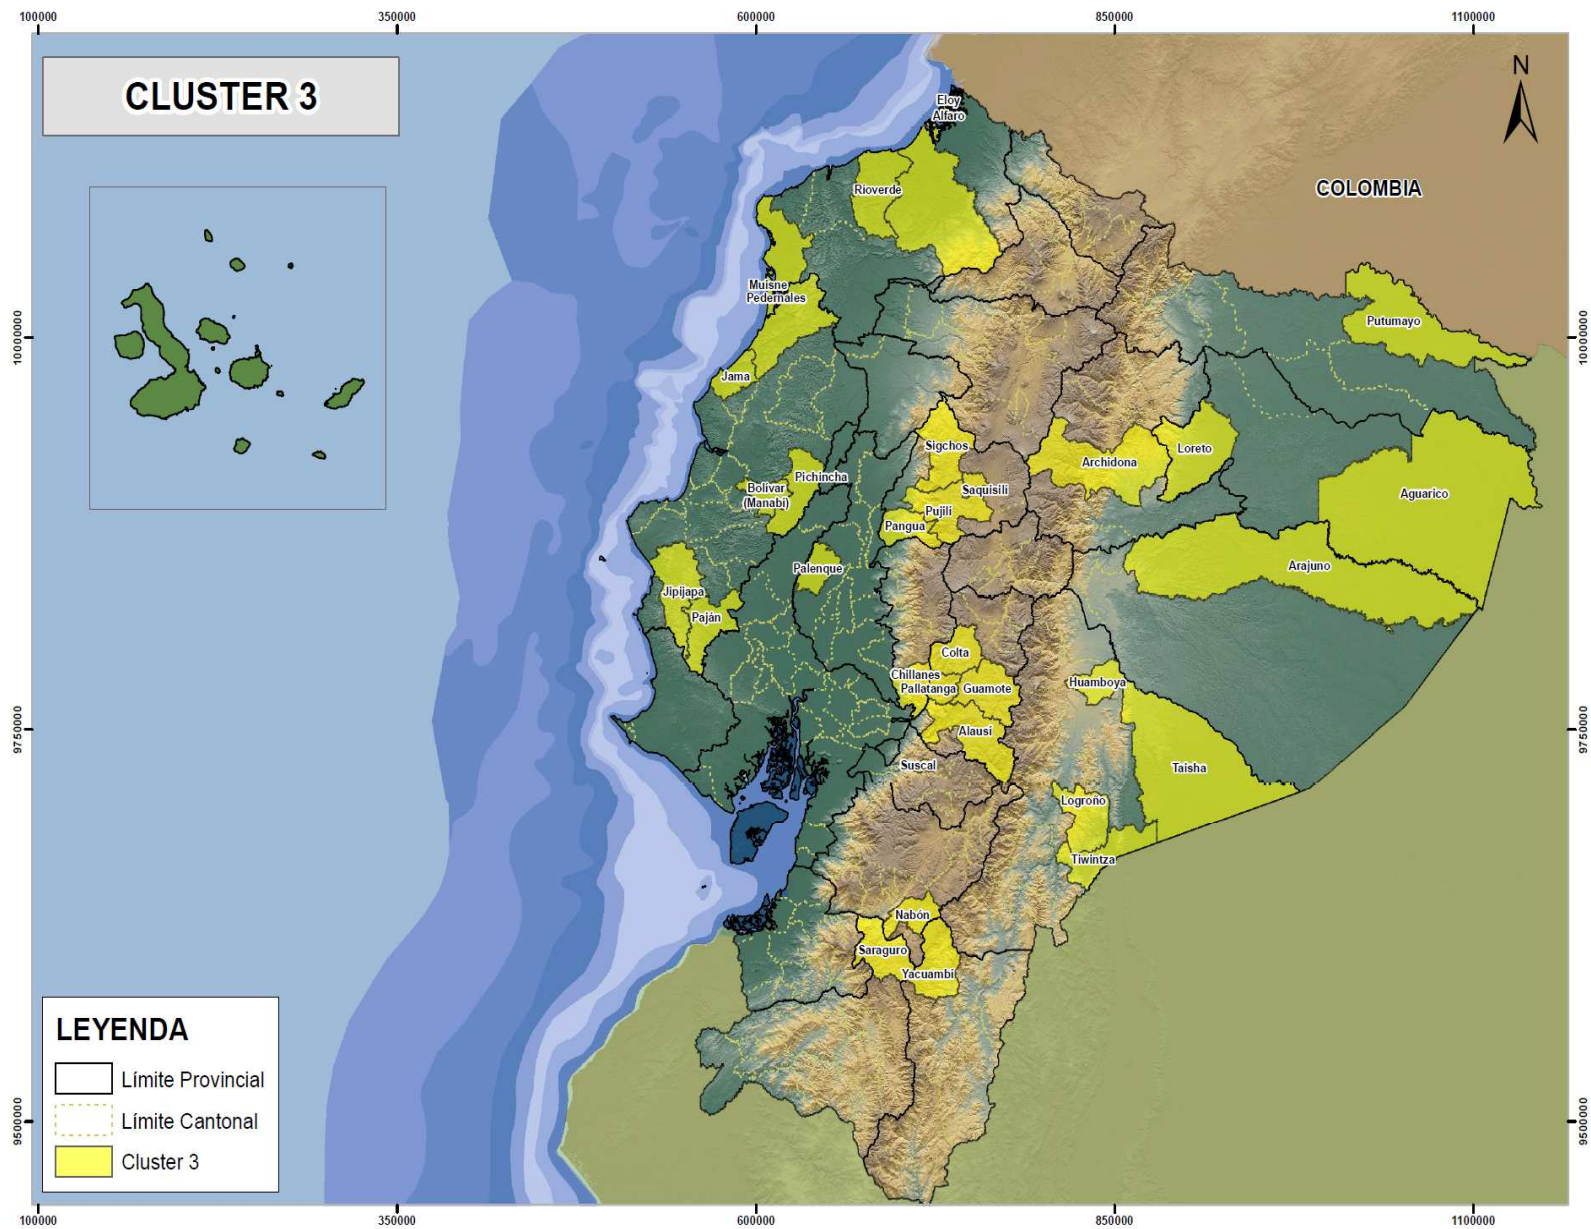 100000
350000
600000
850000
1100000
CLUSTER 3
N
COLOMBIA
Eloy
Alfaro
Rioverde
Muisne
Pedernales
Jama
Putumayo
10000000
10000000
Sigchos
Archidona
Loreto
Pichincha
Bolívar
(Manabí)
Saquisilí
Pujilí
Pangua
Aguarico
Palenque
Arajuno
Jipijapa
Paján
Colta
Chillanes
Pallatanga
Guamote
Huamboya
Alausí
9750000
9750000
Suscal
Taisha
Logroño
Tiwintza
Nabón
Saraguro
Yacuambí
LEYENDA
Límite Provincial
Límite Cantonal
Cluster 3
9500000
9500000
100000
350000
600000
850000
1100000